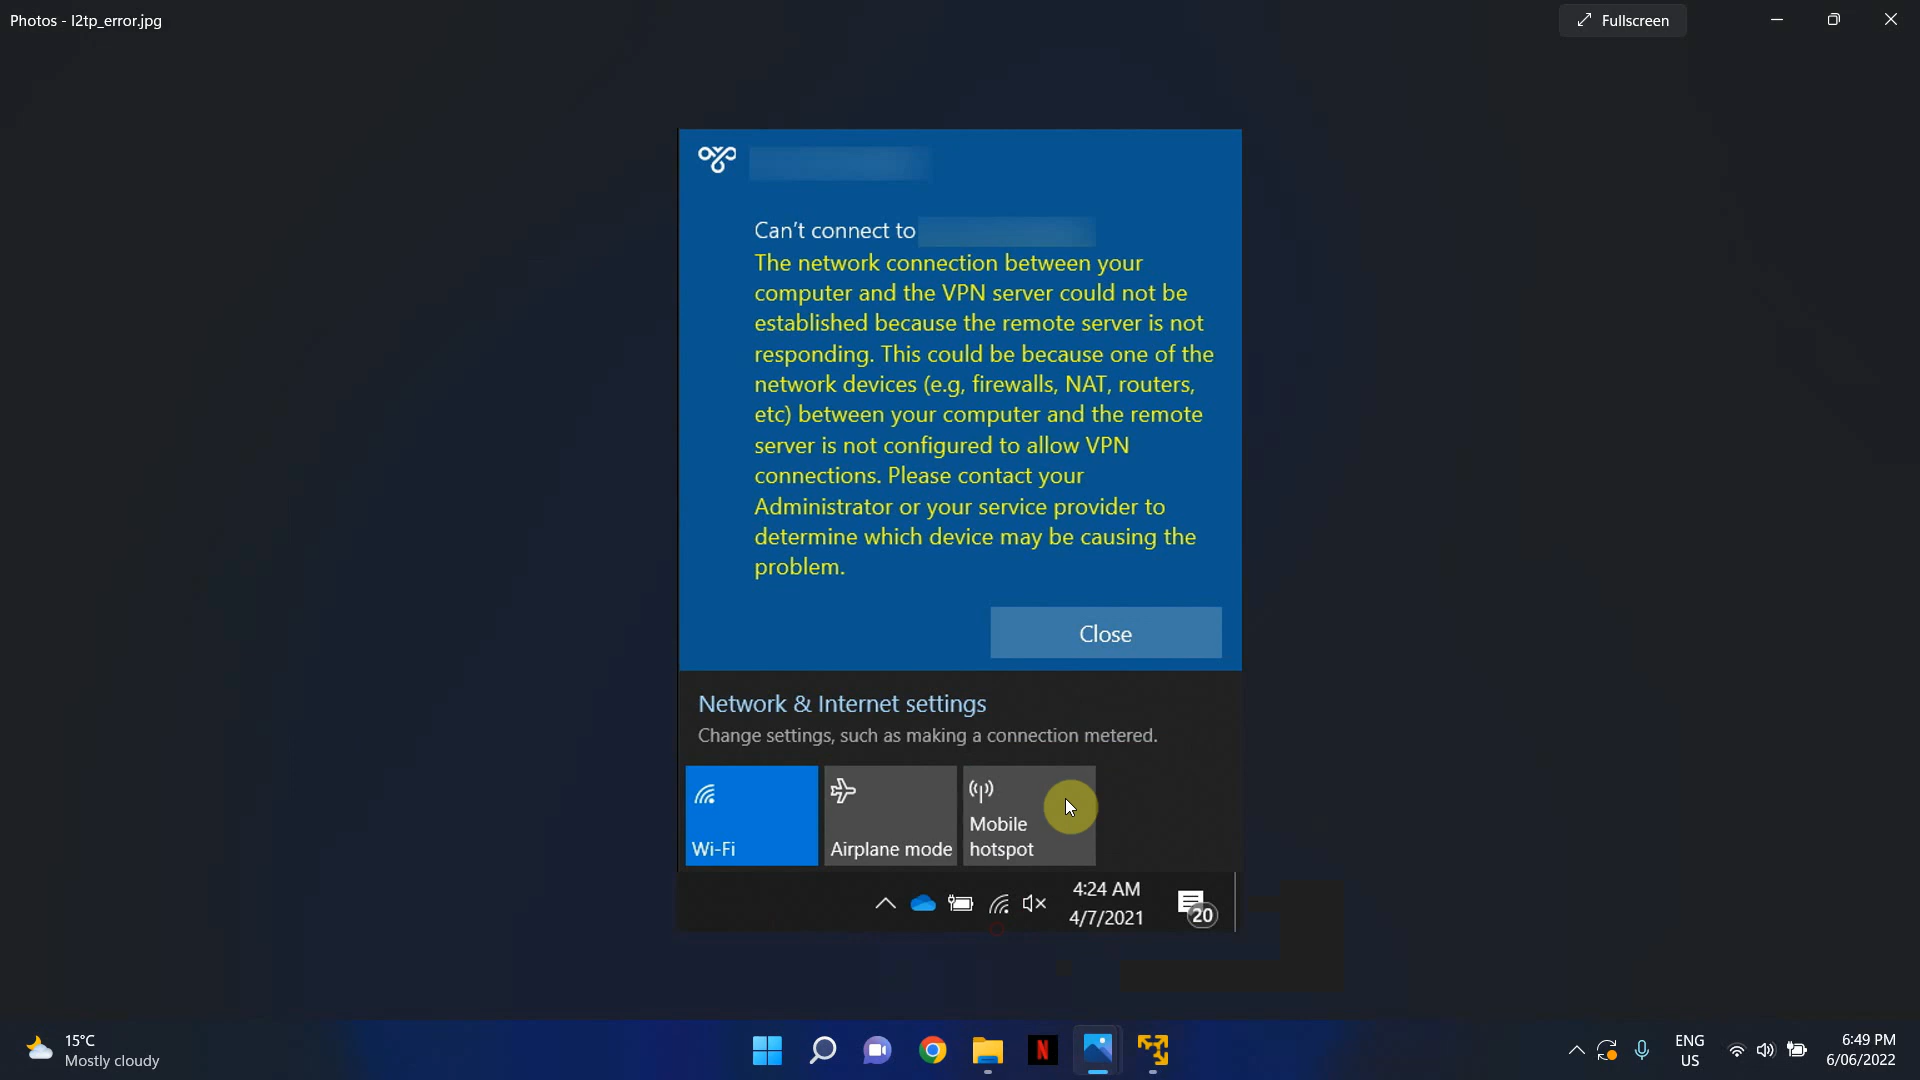 Photos - l2tp_error.jpg
Fullscreen
Can't connect to
The network connection between your
computer and the VPN server could not be
established because the remote server is not
responding. This could be because one of the
network devices (e.g, firewalls, NAT, routers,
etc) between your computer and the remote
server is not configured to allow VPN
connections. Please contact your
Administrator or your service provider to
determine which device may be causing the
problem.
Close
Network & Internet settings
Change settings, such as making a connection metered.
Wi-Fi
Airplane mode
Mobile
hotspot
4:24 AM
4/7/2021
20
15°C
Mostly cloudy
N
ENG
US
6:49 PM
6/06/2022